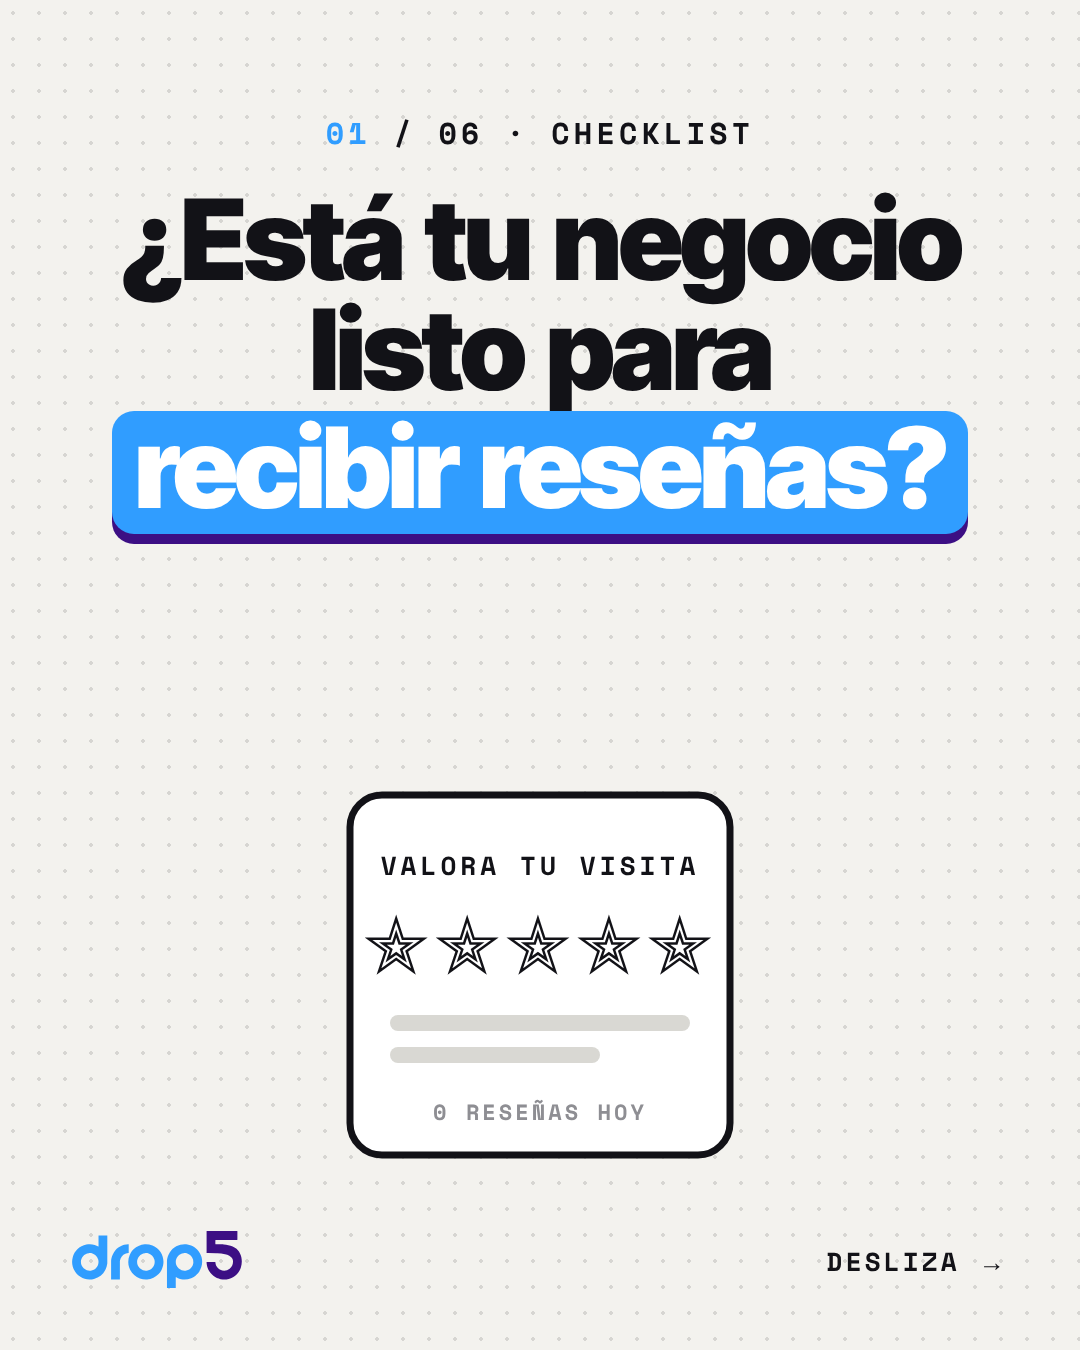 01 / 06 · CHECKLIST
¿Está tu negocio
listo para
recibir reseñas?
VALORA TU VISITA
0 RESEÑAS HOY
drop5
DESLIZA →